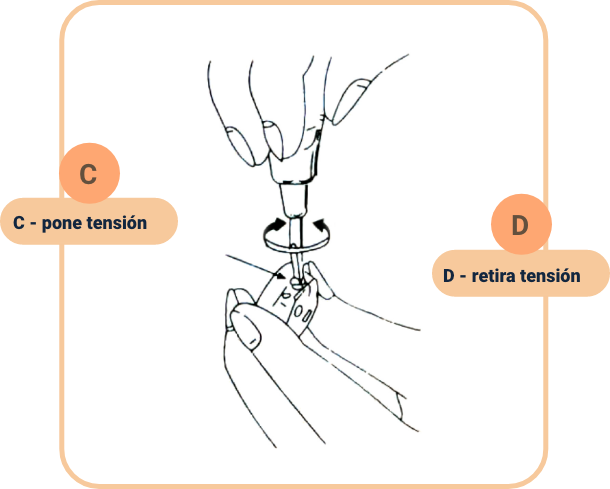 C
C - pone tensión
D
D - retira tensión